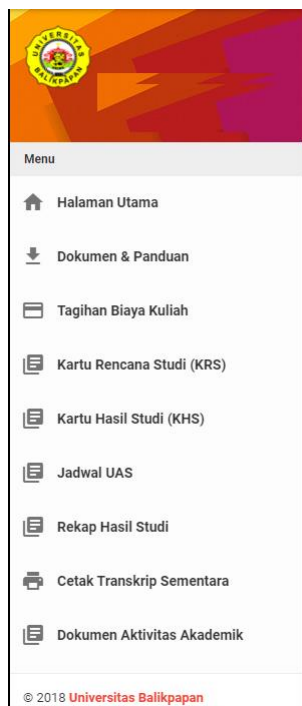 UNIVERSITAS
BALIKPAPAN
Menu
Halaman Utama
Dokumen & Panduan
Tagihan Biaya Kuliah
Kartu Rencana Studi (KRS)
Kartu Hasil Studi (KHS)
Jadwal UAS
Rekap Hasil Studi
Cetak Transkrip Sementara
Dokumen Aktivitas Akademik
© 2018 Universitas Balikpapan